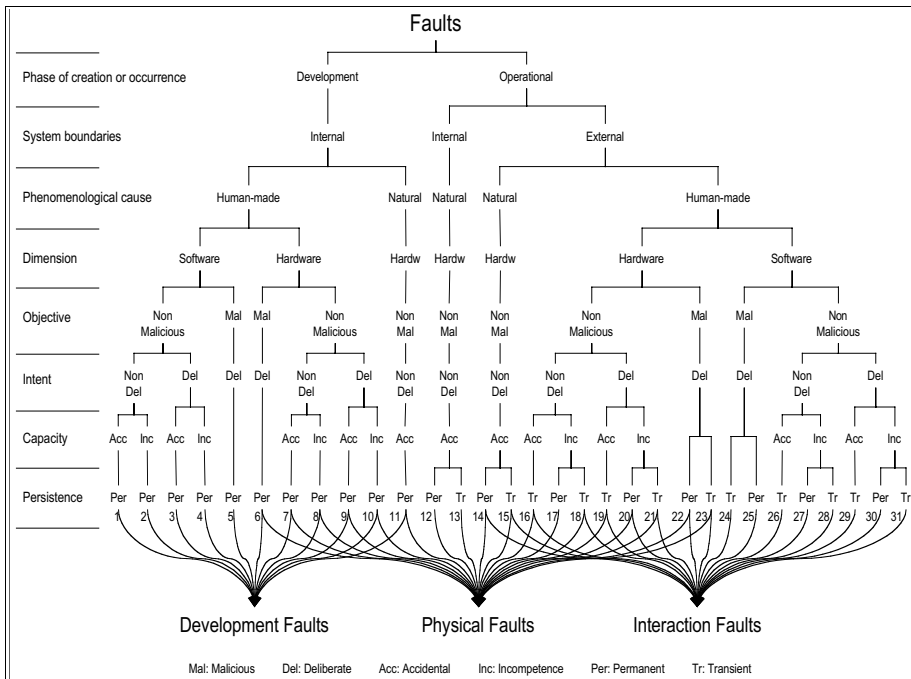 Faults
Phase of creation or occurrence Development Operational
System boundaries Internal Internal External
Phenomenological cause Human-made Natural Natural Natural Human-made
Dimension Software Hardware Hardw Hardw Hardw Hardware Software
Objective Non Mal Mal Non Non Non Non Non Mal Mal Non
Malicious Malicious Mal Mal Mal Malicious Malicious
Intent Non Del Del Del Non Del Non Non Non Non Del Del Del Non Del
Del Del Del Del Del Del Del
Capacity Acc Inc Acc Inc Acc Inc Acc Inc Acc Acc Acc Acc Inc Acc Inc Acc Inc Acc Inc
Persistence Per Per Per Per Per Per Per Per Per Per Per Per Tr Per Tr Tr Per Tr Tr Per Tr Per Tr Tr Per Tr Per Tr Tr Per Tr
1 2 3 4 5 6 7 8 9 10 11 12 13 14 15 16 17 18 19 20 21 22 23 24 25 26 27 28 29 30 31
Development Faults Physical Faults Interaction Faults
Mal: Malicious Del: Deliberate Acc: Accidental Inc: Incompetence Per: Permanent Tr: Transient